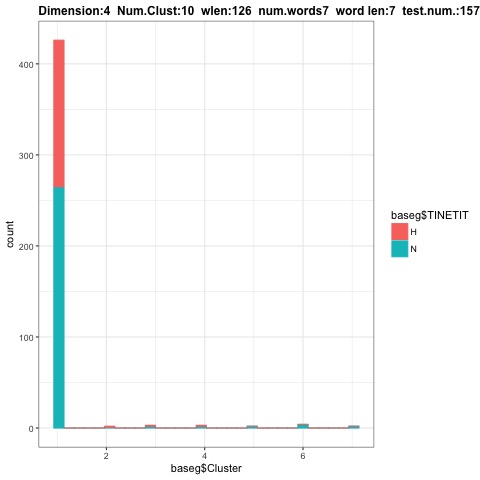 Dimension:4 Num.Clust:10 wlen:126 num.words7 word len:7 test.num.:157
400
300
200
100
0
count
2 4 6
baseg$Cluster
baseg$TINETIT
H
N